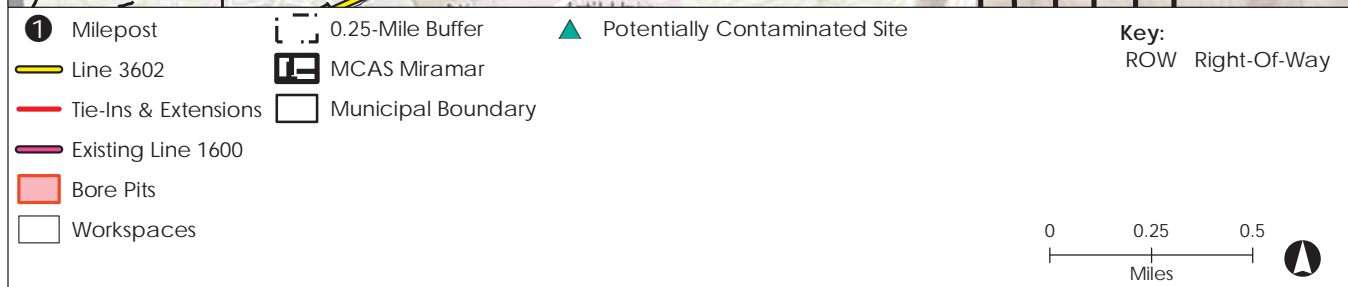 1 Milepost
Line 3602
Tie-Ins & Extensions
Existing Line 1600
Bore Pits
Workspaces
0.25-Mile Buffer
MCAS Miramar
Municipal Boundary
Potentially Contaminated Site
Key:
ROW Right-Of-Way
0 0.25 0.5
Miles